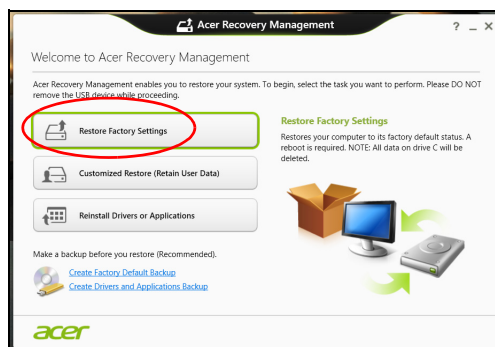 Acer Recovery Management
? _ ×
Welcome to Acer Recovery Management
Acer Recovery Management enables you to restore your system. To begin, select the task you want to perform. Please DO NOT
remove the USB device while proceeding.
Restore Factory Settings
Customized Restore (Retain User Data)
Reinstall Drivers or Applications
Restore Factory Settings
Restores your computer to its factory default status. A
reboot is required. NOTE: All data on drive C will be
deleted.
Make a backup before you restore (Recommended).
Create Factory Default Backup
Create Drivers and Applications Backup
acer